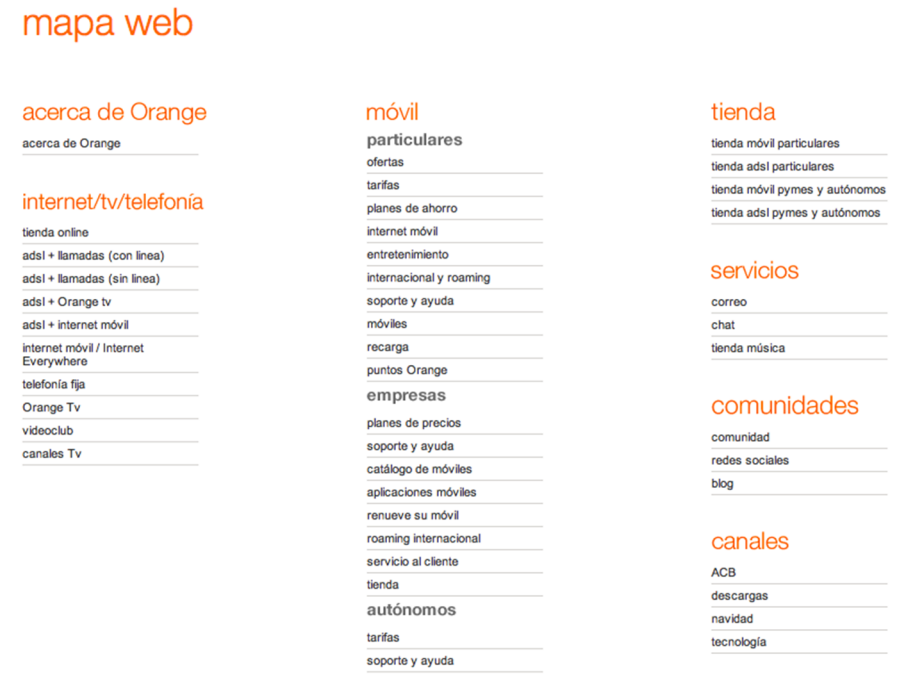 mapa web
acerca de Orange
acerca de Orange
internet/tv/telefonía
tienda online
adsl + llamadas (con linea)
adsl + llamadas (sin linea)
adsl + Orange tv
adsl + internet móvil
internet móvil / Internet
Everywhere
telefonía fija
Orange Tv
videoclub
canales Tv
móvil
particulares
ofertas
tarifas
planes de ahorro
internet móvil
entretenimiento
internacional y roaming
soporte y ayuda
móviles
recarga
puntos Orange
empresas
planes de precios
soporte y ayuda
catálogo de móviles
aplicaciones móviles
renueve su móvil
roaming internacional
servicio al cliente
tienda
autónomos
tarifas
soporte y ayuda
tienda
tienda móvil particulares
tienda adsl particulares
tienda móvil pymes y autónomos
tienda adsl pymes y autónomos
servicios
correo
chat
tienda música
comunidades
comunidad
redes sociales
blog
canales
ACB
descargas
navidad
tecnología